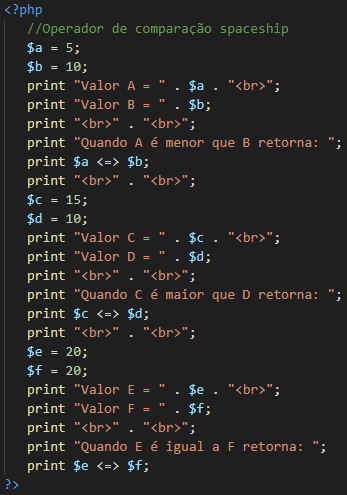 <?php
//Operador de comparação spaceship
$a = 5;
$b = 10;
print "Valor A = " . $a . "<br>";
print "Valor B = " . $b;
print "<br>" . "<br>";
print "Quando A é menor que B retorna: ";
print $a <=> $b;
print "<br>" . "<br>";
$c = 15;
$d = 10;
print "Valor C = " . $c . "<br>";
print "Valor D = " . $d;
print "<br>" . "<br>";
print "Quando C é maior que D retorna: ";
print $c <=> $d;
print "<br>" . "<br>";
$e = 20;
$f = 20;
print "Valor E = " . $e . "<br>";
print "Valor F = " . $f;
print "<br>" . "<br>";
print "Quando E é igual a F retorna: ";
print $e <=> $f;
?>